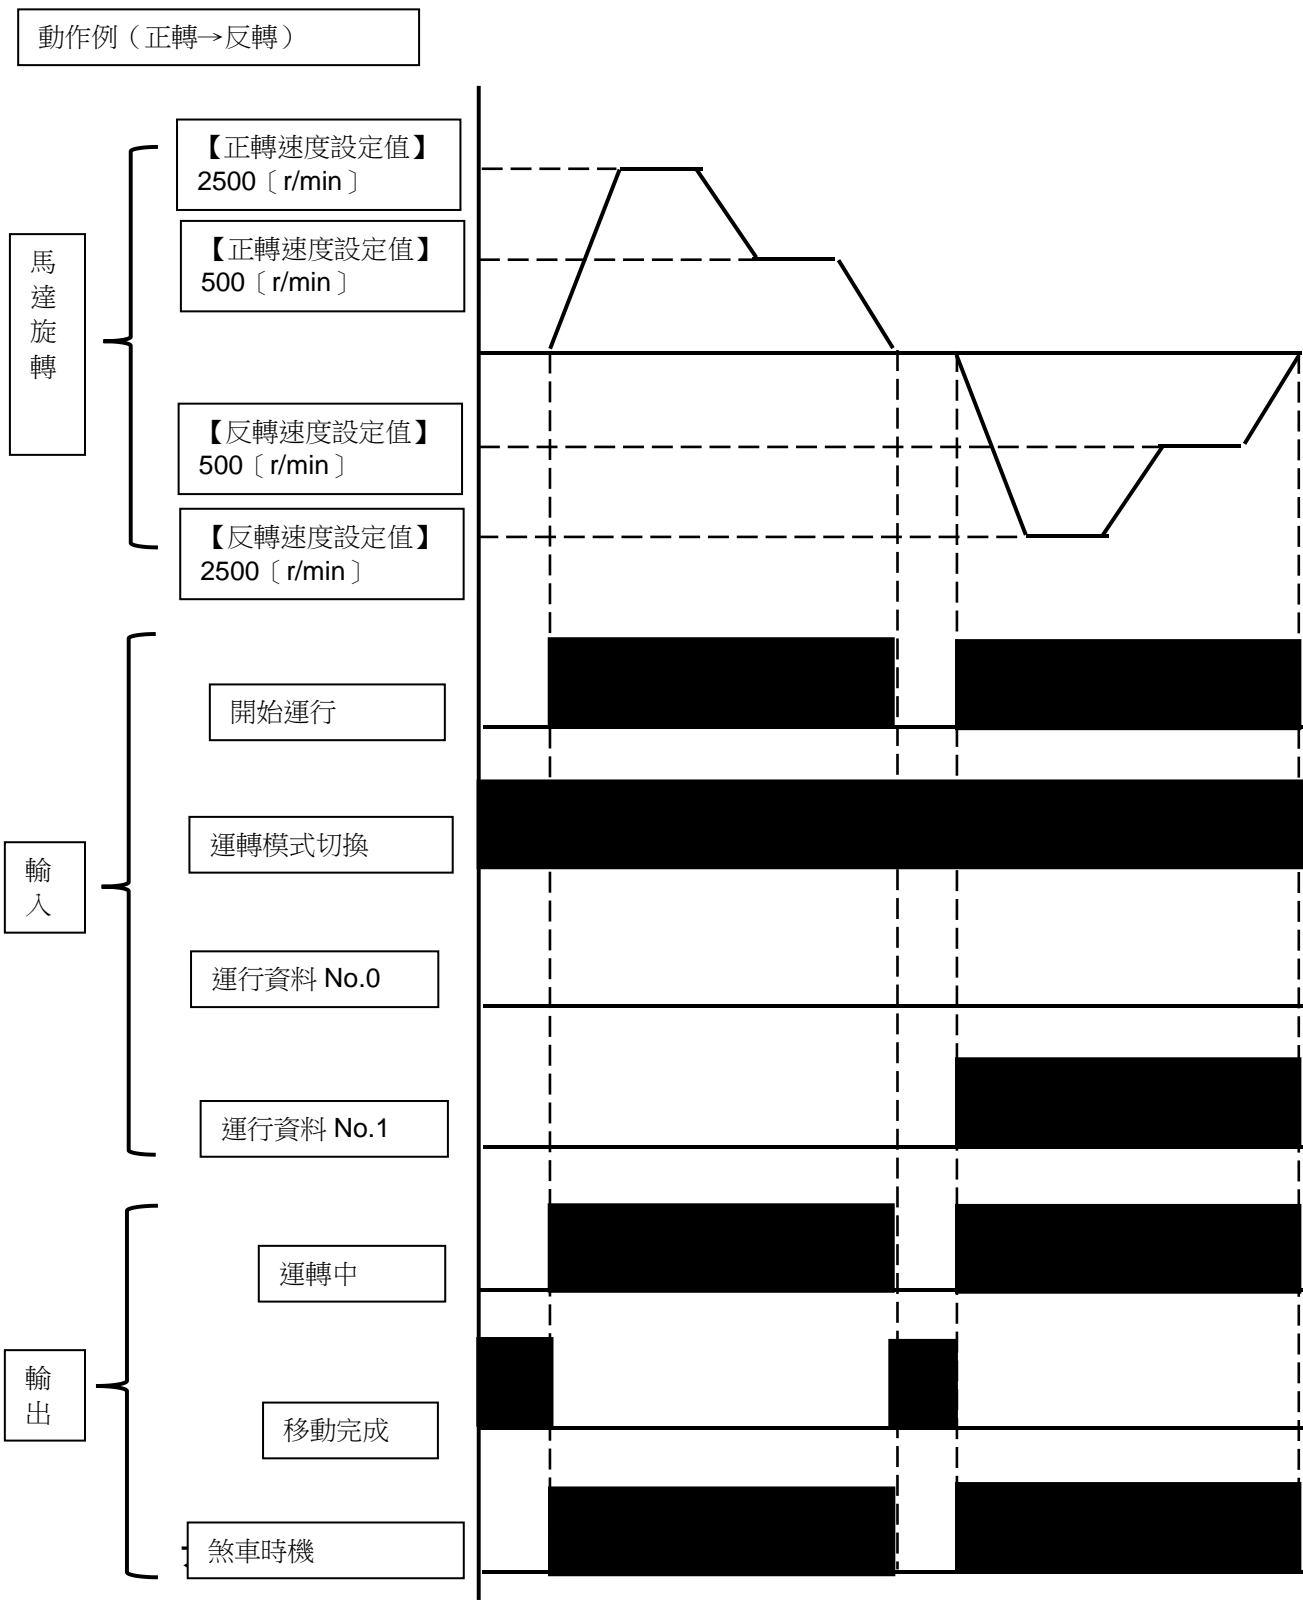 動作例（正轉→反轉）
【正轉速度設定值】
2500〔r/min〕
【正轉速度設定值】
500〔r/min〕
馬
達
旋
轉
【反轉速度設定值】
500〔r/min〕
【反轉速度設定值】
2500〔r/min〕
開始運行
運轉模式切換
輸
入
運行資料 No.0
運行資料 No.1
運轉中
輸
出
移動完成
煞車時機